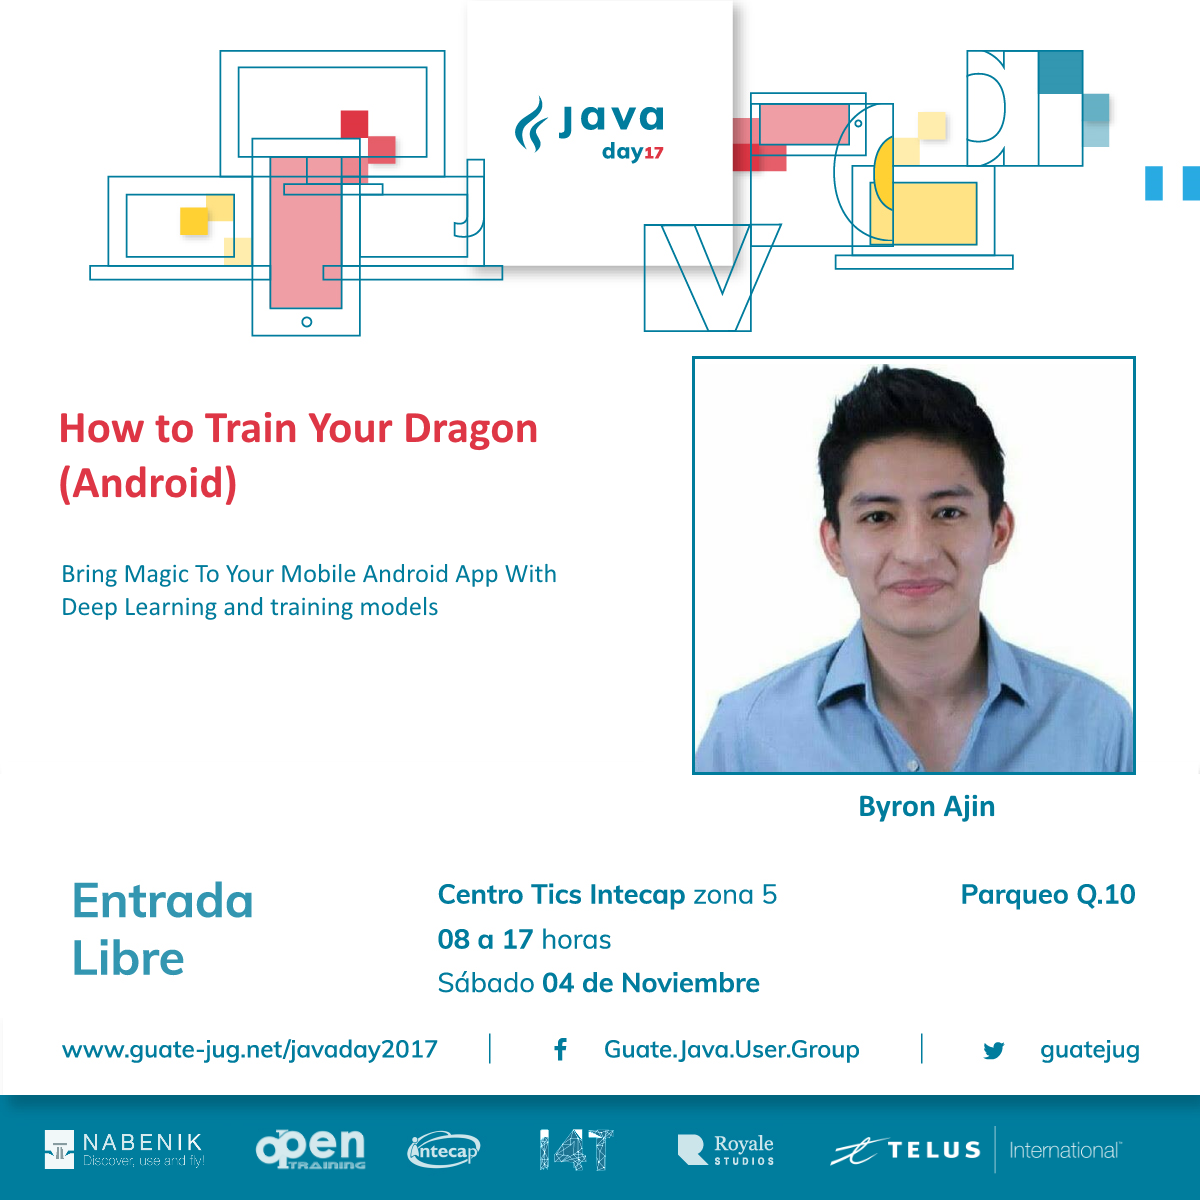 Java
day17
J
V
a
How to Train Your Dragon
(Android)
Bring Magic To Your Mobile Android App With
Deep Learning and training models
Byron Ajin
Entrada
Libre
Centro Tics Intecap zona 5
08 a 17 horas
Sábado 04 de Noviembre
Parqueo Q.10
www.guate-jug.net/javaday2017
Guate.Java.User.Group
guatejug
NABENIK
Discover, use and fly!
open
TRAINING
intecap
I4T
Royale
STUDIOS
TELUS International™